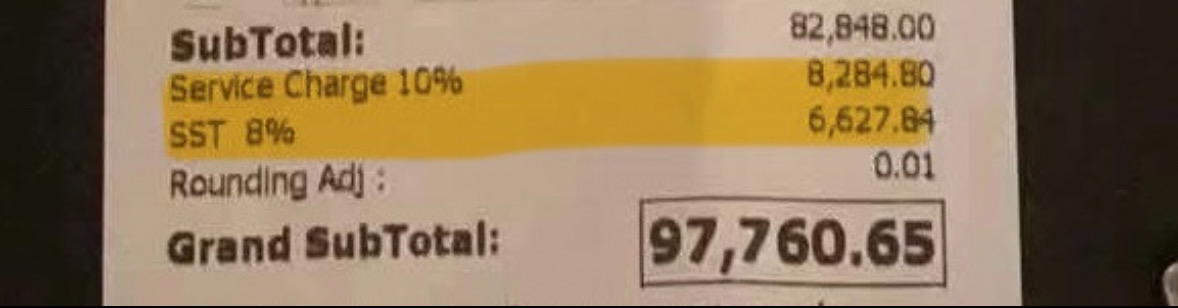 SubTotal: 82,848.00
Service Charge 10% 8,284.80
SST 8% 6,627.84
Rounding Adj : 0.01
Grand SubTotal: 97,760.65